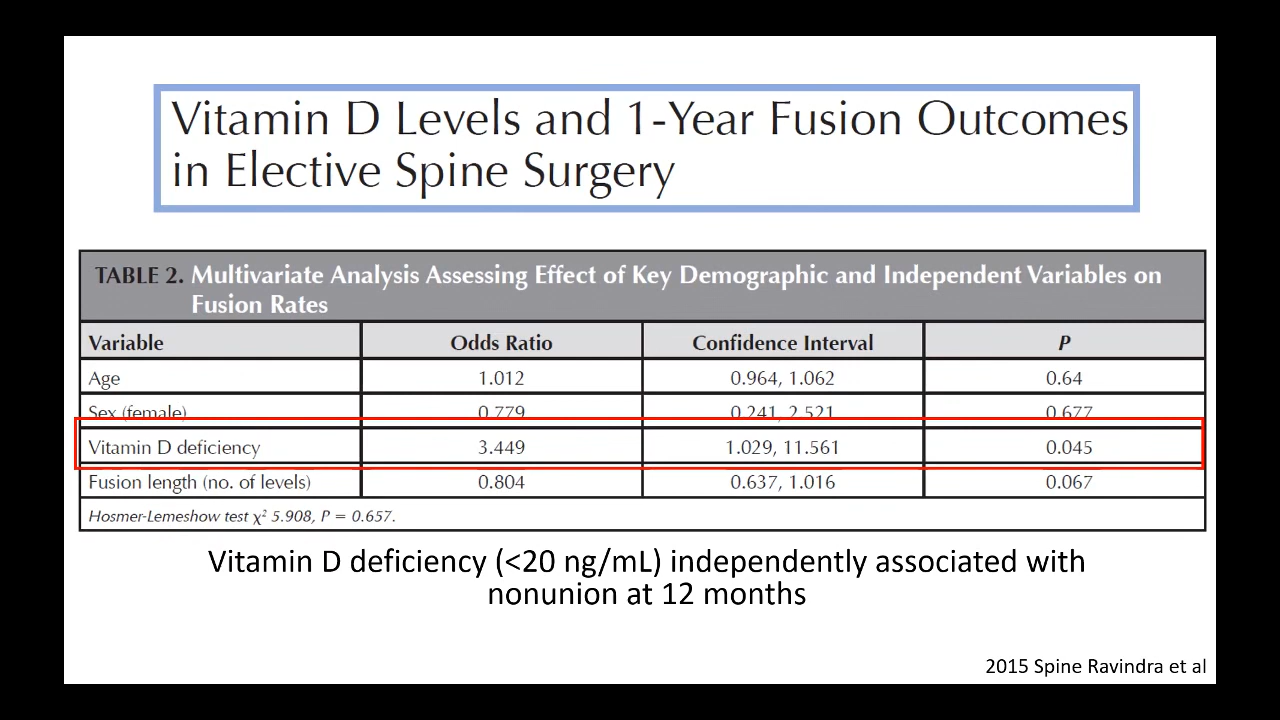 Vitamin D Levels and 1-Year Fusion Outcomes
in Elective Spine Surgery
TABLE 2. Multivariate Analysis Assessing Effect of Key Demographic and Independent Variables on
Fusion Rates
Variable Odds Ratio Confidence Interval P
Age 1.012 0.964, 1.062 0.64
Sex (female) 0.779 0.241, 2.521 0.677
Vitamin D deficiency 3.449 1.029, 11.561 0.045
Fusion length (no. of levels) 0.804 0.637, 1.016 0.067
Hosmer-Lemeshow test χ² 5.908, P = 0.657.
Vitamin D deficiency (<20 ng/mL) independently associated with
nonunion at 12 months
2015 Spine Ravindra et al